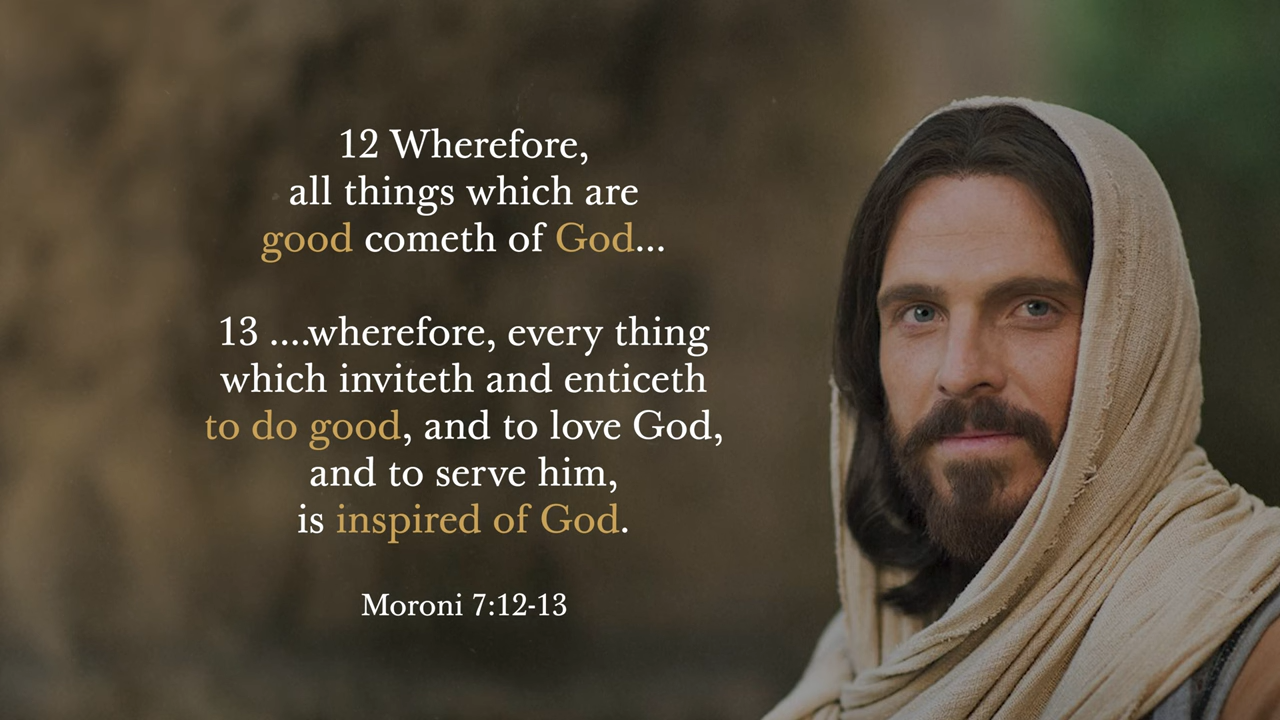 12 Wherefore,
all things which are
good cometh of God...
13 ....wherefore, every thing
which inviteth and enticeth
to do good, and to love God,
and to serve him,
is inspired of God.
Moroni 7:12-13